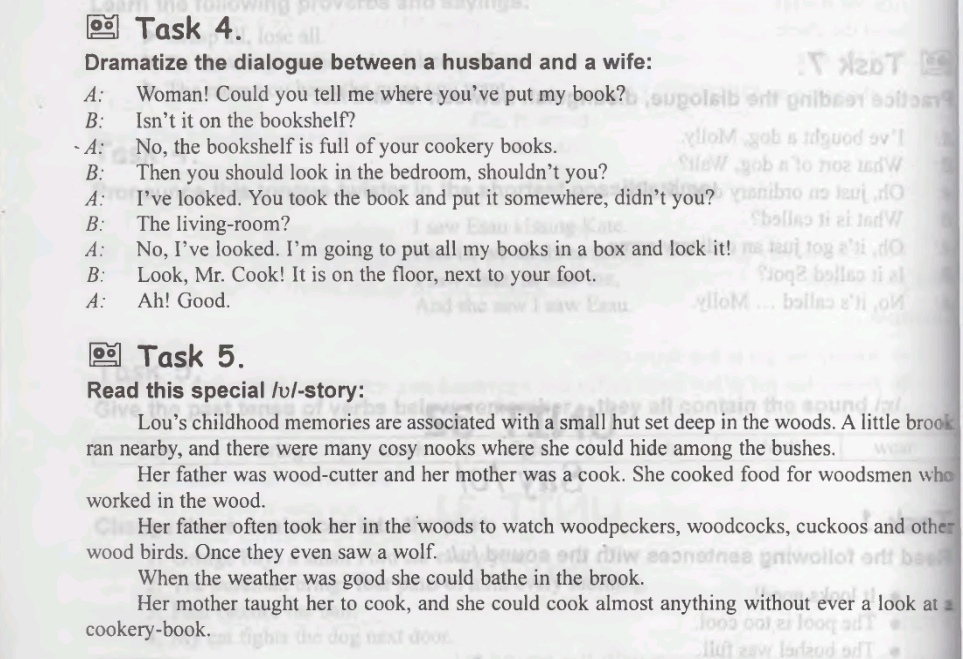 Task 4.
Dramatize the dialogue between a husband and a wife:
A: Woman! Could you tell me where you've put my book?
B: Isn't it on the bookshelf?
A: No, the bookshelf is full of your cookery books.
B: Then you should look in the bedroom, shouldn't you?
A: I've looked. You took the book and put it somewhere, didn't you?
B: The living-room?
A: No, I've looked. I'm going to put all my books in a box and lock it!
B: Look, Mr. Cook! It is on the floor, next to your foot.
A: Ah! Good.
Task 5.
Read this special /ʋ/-story:
Lou's childhood memories are associated with a small hut set deep in the woods. A little brook
ran nearby, and there were many cosy nooks where she could hide among the bushes.
Her father was wood-cutter and her mother was a cook. She cooked food for woodsmen who
worked in the wood.
Her father often took her in the woods to watch woodpeckers, woodcocks, cuckoos and other
wood birds. Once they even saw a wolf.
When the weather was good she could bathe in the brook.
Her mother taught her to cook, and she could cook almost anything without ever a look at a
cookery-book.